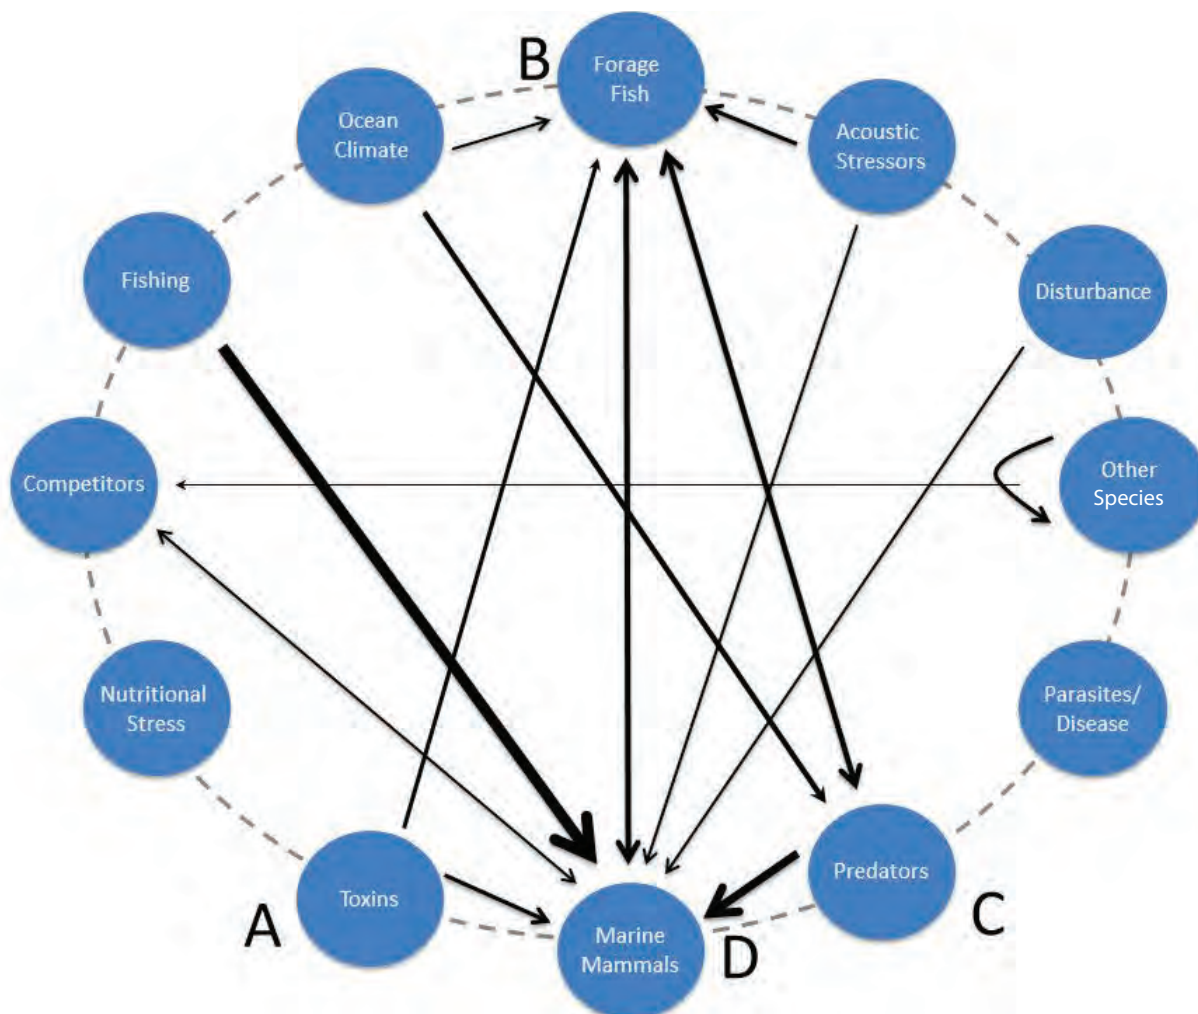 B
Forage
Fish
Ocean
Climate
Acoustic
Stressors
Fishing
Disturbance
Competitors
Other
Species
Nutritional
Stress
Parasites/
Disease
Toxins
A
Predators
C
Marine
Mammals
D